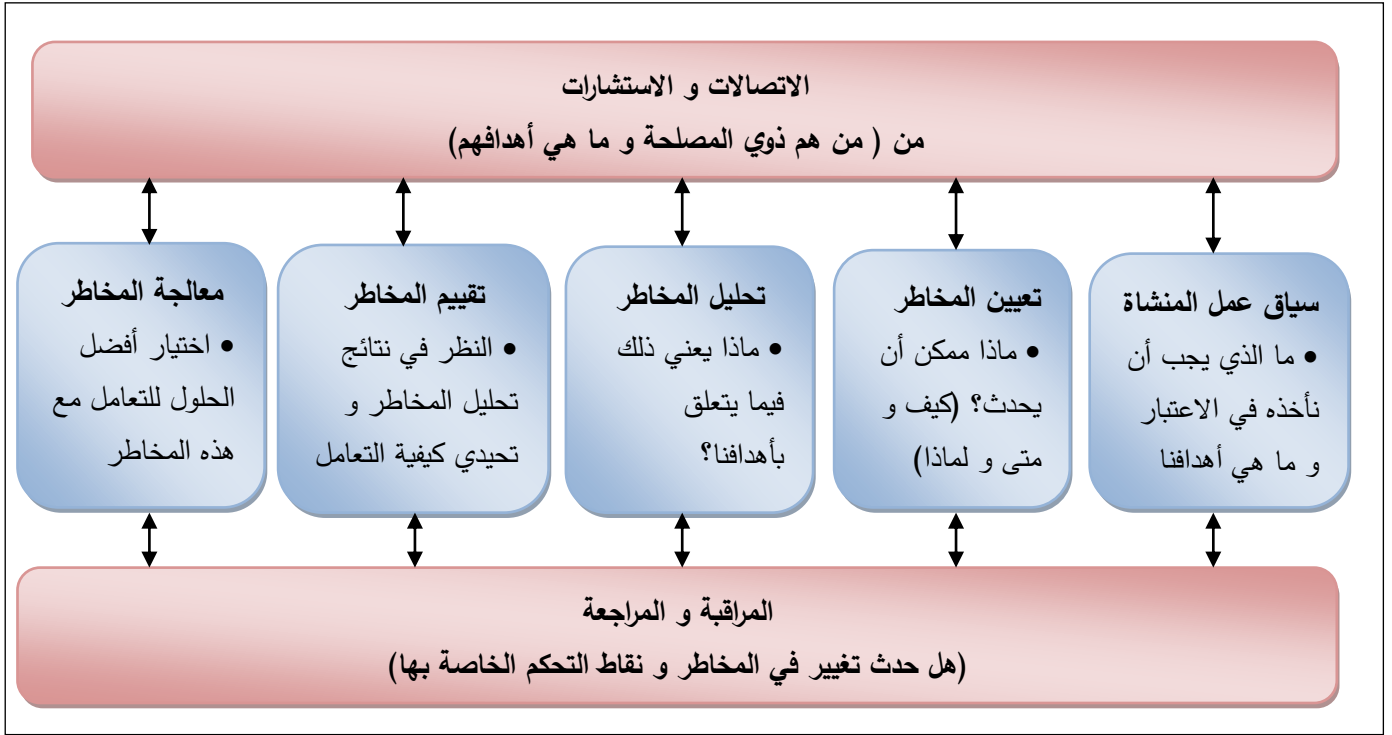 الاتصالات و الاستشارات
من ( من هم ذوي المصلحة و ما هي أهدافهم)
سياق عمل المنشاة
• ما الذي يجب أن
نأخذه في الاعتبار
و ما هي أهدافنا
تعيين المخاطر
• ماذا ممكن أن
يحدث؟ (كيف و
متى و لماذا)
تحليل المخاطر
• ماذا يعني ذلك
فيما يتعلق
بأهدافنا؟
تقييم المخاطر
• النظر في نتائج
تحليل المخاطر و
تحيدي كيفية التعامل
معالجة المخاطر
• اختيار أفضل
الحلول للتعامل مع
هذه المخاطر
المراقبة و المراجعة
(هل حدث تغيير في المخاطر و نقاط التحكم الخاصة بها)